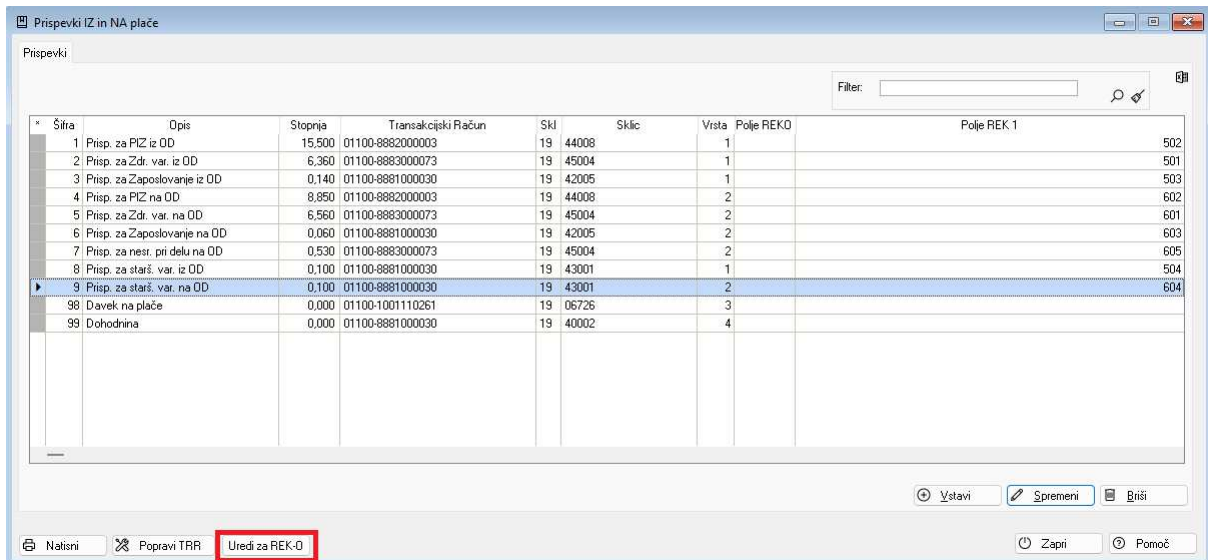 Prispevki IZ in NA plače
Prispevki
Filter:
* Šifra Opis Stopnja Transakcijski Račun Skl Sklic Vrsta Polje REKO Polje REK 1
1 Prisp. za PIZ iz OD 15,500 01100-8882000003 19 44008 1 502
2 Prisp. za Zdr. var. iz OD 6,360 01100-8883000073 19 45004 1 501
3 Prisp. za Zaposlovanje iz OD 0,140 01100-8881000030 19 42005 1 503
4 Prisp. za PIZ na OD 8,850 01100-8882000003 19 44008 2 602
5 Prisp. za Zdr. var. na OD 6,560 01100-8883000073 19 45004 2 601
6 Prisp. za Zaposlovanje na OD 0,060 01100-8881000030 19 42005 2 603
7 Prisp. za nesr. pri delu na OD 0,530 01100-8883000073 19 45004 2 605
8 Prisp. za starš. var. iz OD 0,100 01100-8881000030 19 43001 1 504
9 Prisp. za starš. var. na OD 0,100 01100-8881000030 19 43001 2 604
98 Davek na plače 0,000 01100-1001110261 19 06726 3
99 Dohodnina 0,000 01100-8881000030 19 40002 4
Vstavi Spremeni Briši
Natisni Popravi TRR Uredi za REK-O Zapri Pomoč